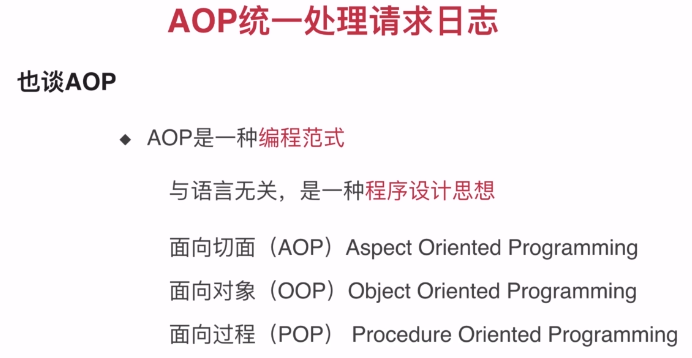 AOP统一处理请求日志
也谈AOP
◆ AOP是一种编程范式
与语言无关，是一种程序设计思想
面向切面（AOP）Aspect Oriented Programming
面向对象（OOP）Object Oriented Programming
面向过程（POP） Procedure Oriented Programming